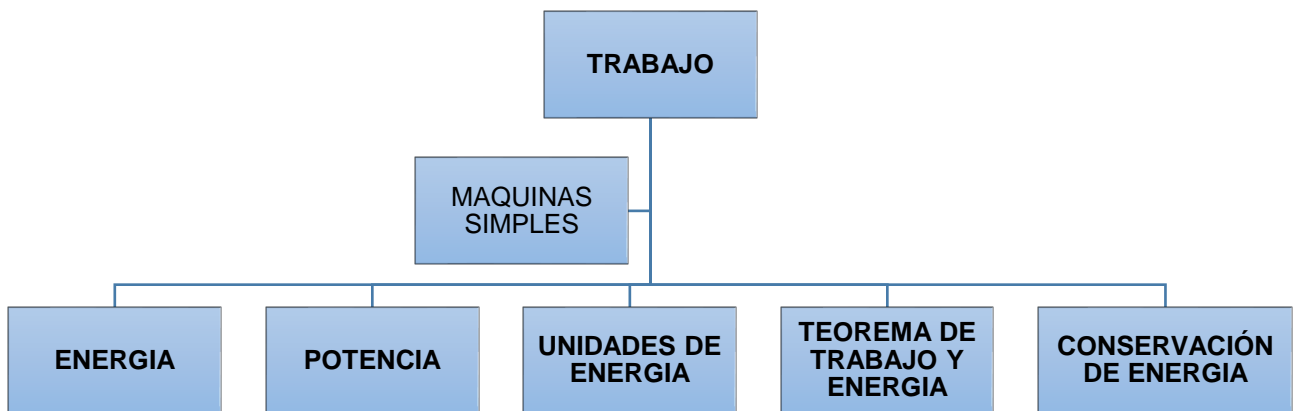 TRABAJO
MAQUINAS
SIMPLES
ENERGIA
POTENCIA
UNIDADES DE
ENERGIA
TEOREMA DE
TRABAJO Y
ENERGIA
CONSERVACIÓN
DE ENERGIA